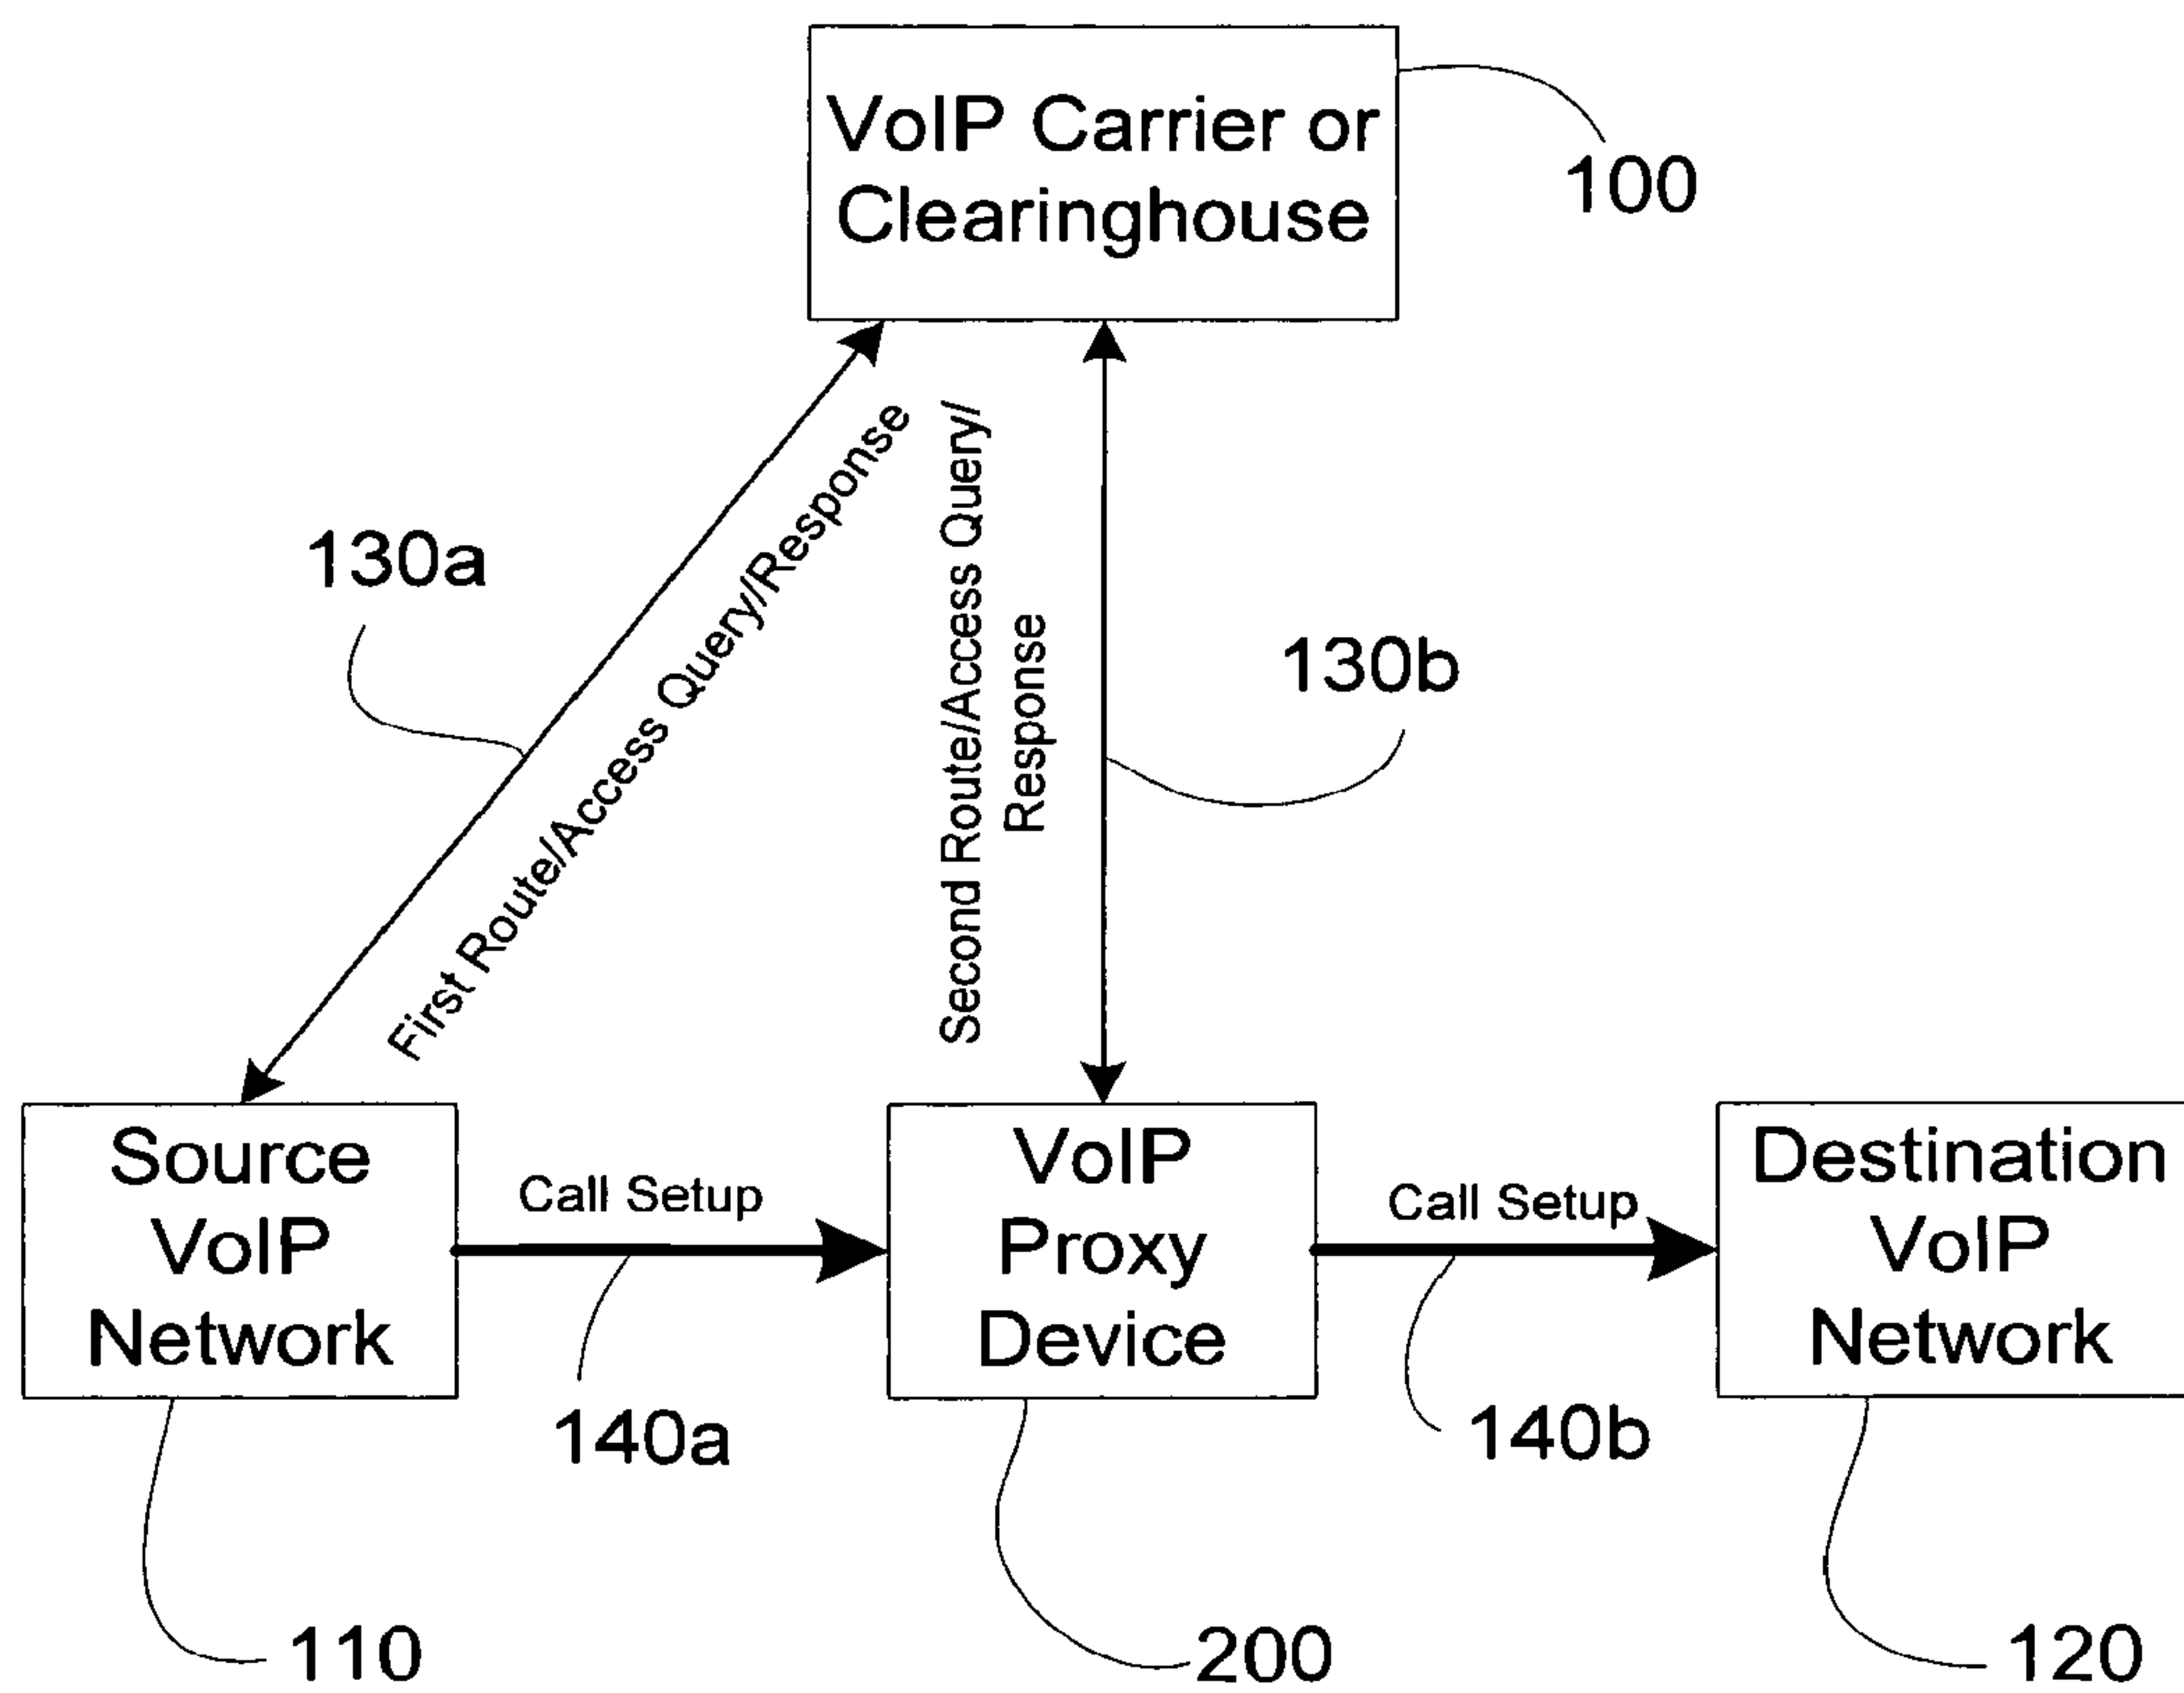 VoIP Carrier or
Clearinghouse
100
130a
First Route/Access Query/Response
Second Route/Access Query/
Response
130b
Source
VoIP
Network
Call Setup
VoIP
Proxy
Device
Call Setup
Destination
VoIP
Network
140a
140b
110
200
120